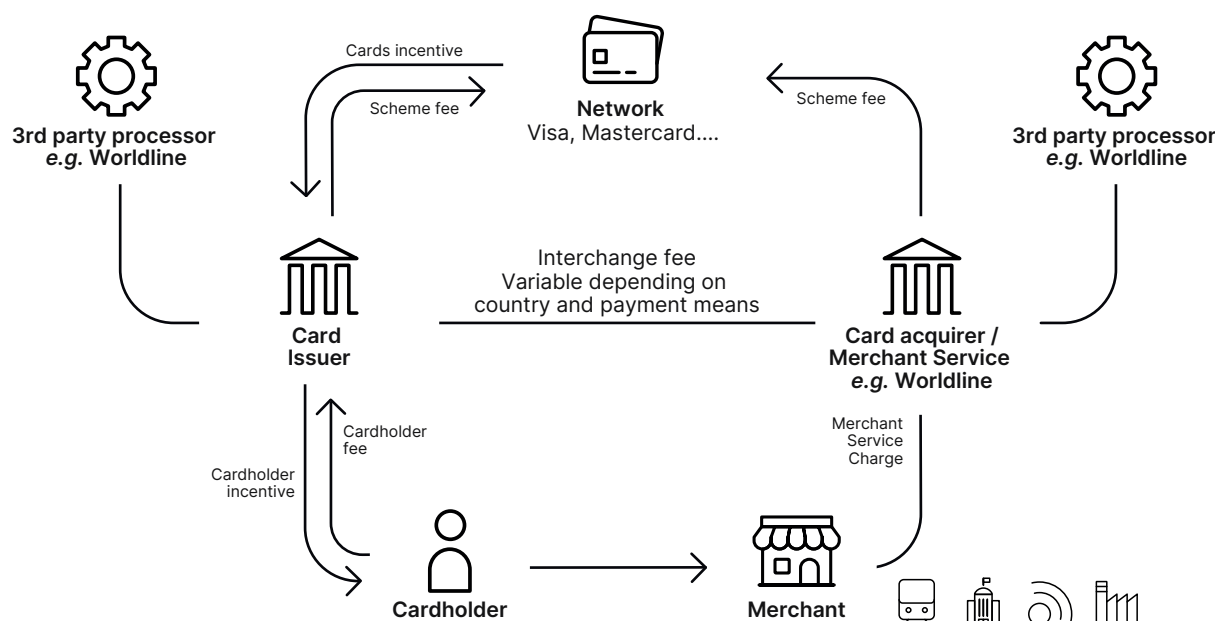 Cards incentive
Scheme fee
Network
Visa, Mastercard....
Scheme fee
3rd party processor
e.g. Worldline
3rd party processor
e.g. Worldline
Interchange fee
Variable depending on
country and payment means
Card
Issuer
Card acquirer /
Merchant Service
e.g. Worldline
Cardholder
fee
Cardholder
incentive
Merchant
Service
Charge
Cardholder
Merchant